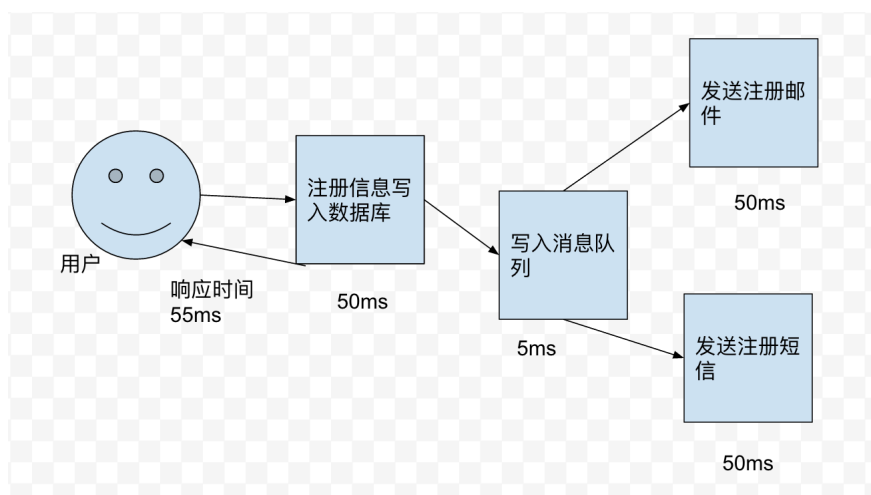 用户
响应时间
55ms
注册信息写
入数据库
50ms
写入消息队
列
5ms
发送注册邮
件
50ms
发送注册短
信
50ms